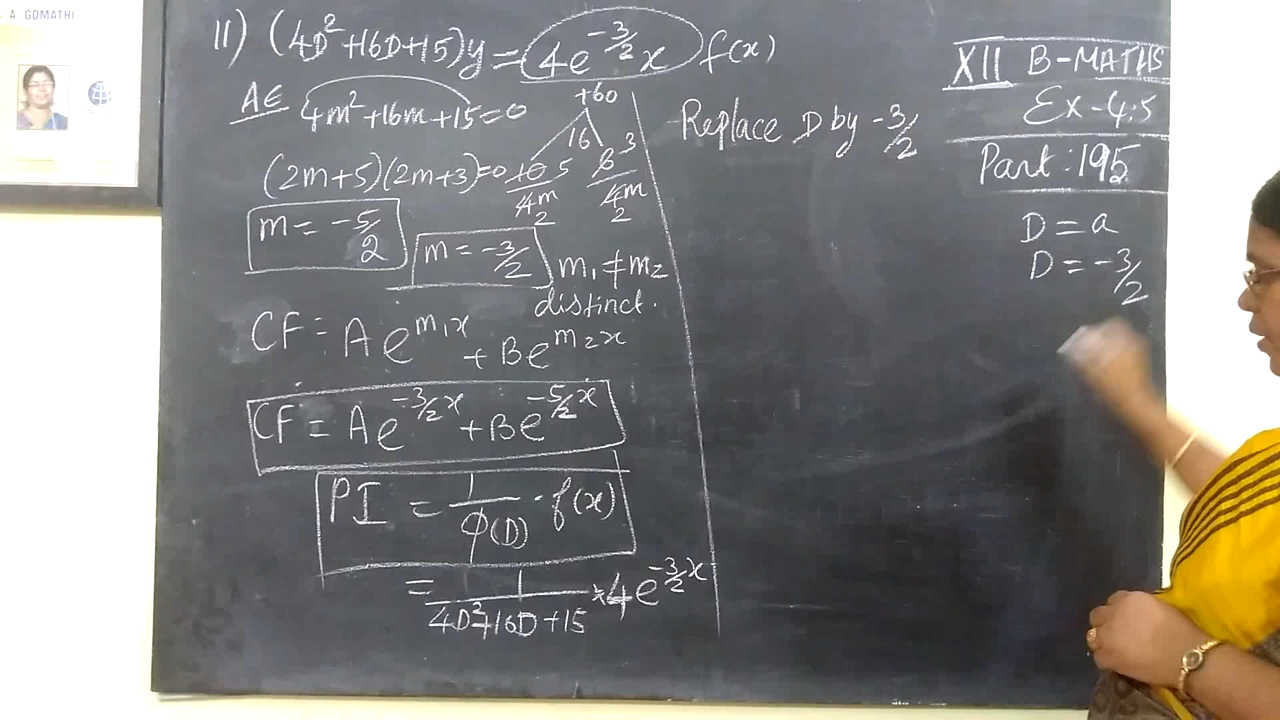 A GOMATHI
11) (4D²+16D+15)y = 4e^{-3/2 x} f(x)
AE 4m²+16m+15=0
+60
16
(2m+5)(2m+3)=0
10 5 / 4m 2
6 3 / 4m 2
m = -5/2
m = -3/2
m₁ ≠ m₂
distinct.
CF = Ae^{m₁x} + Be^{m₂x}
CF = Ae^{-3/2 x} + Be^{-5/2 x}
PI = 1/φ(D) · f(x)
= 1/4D²+16D+15 × 4e^{-3/2 x}
Replace D by -3/2
XII B-MATHS
Ex-4:5
Part:195
D = a
D = -3/2